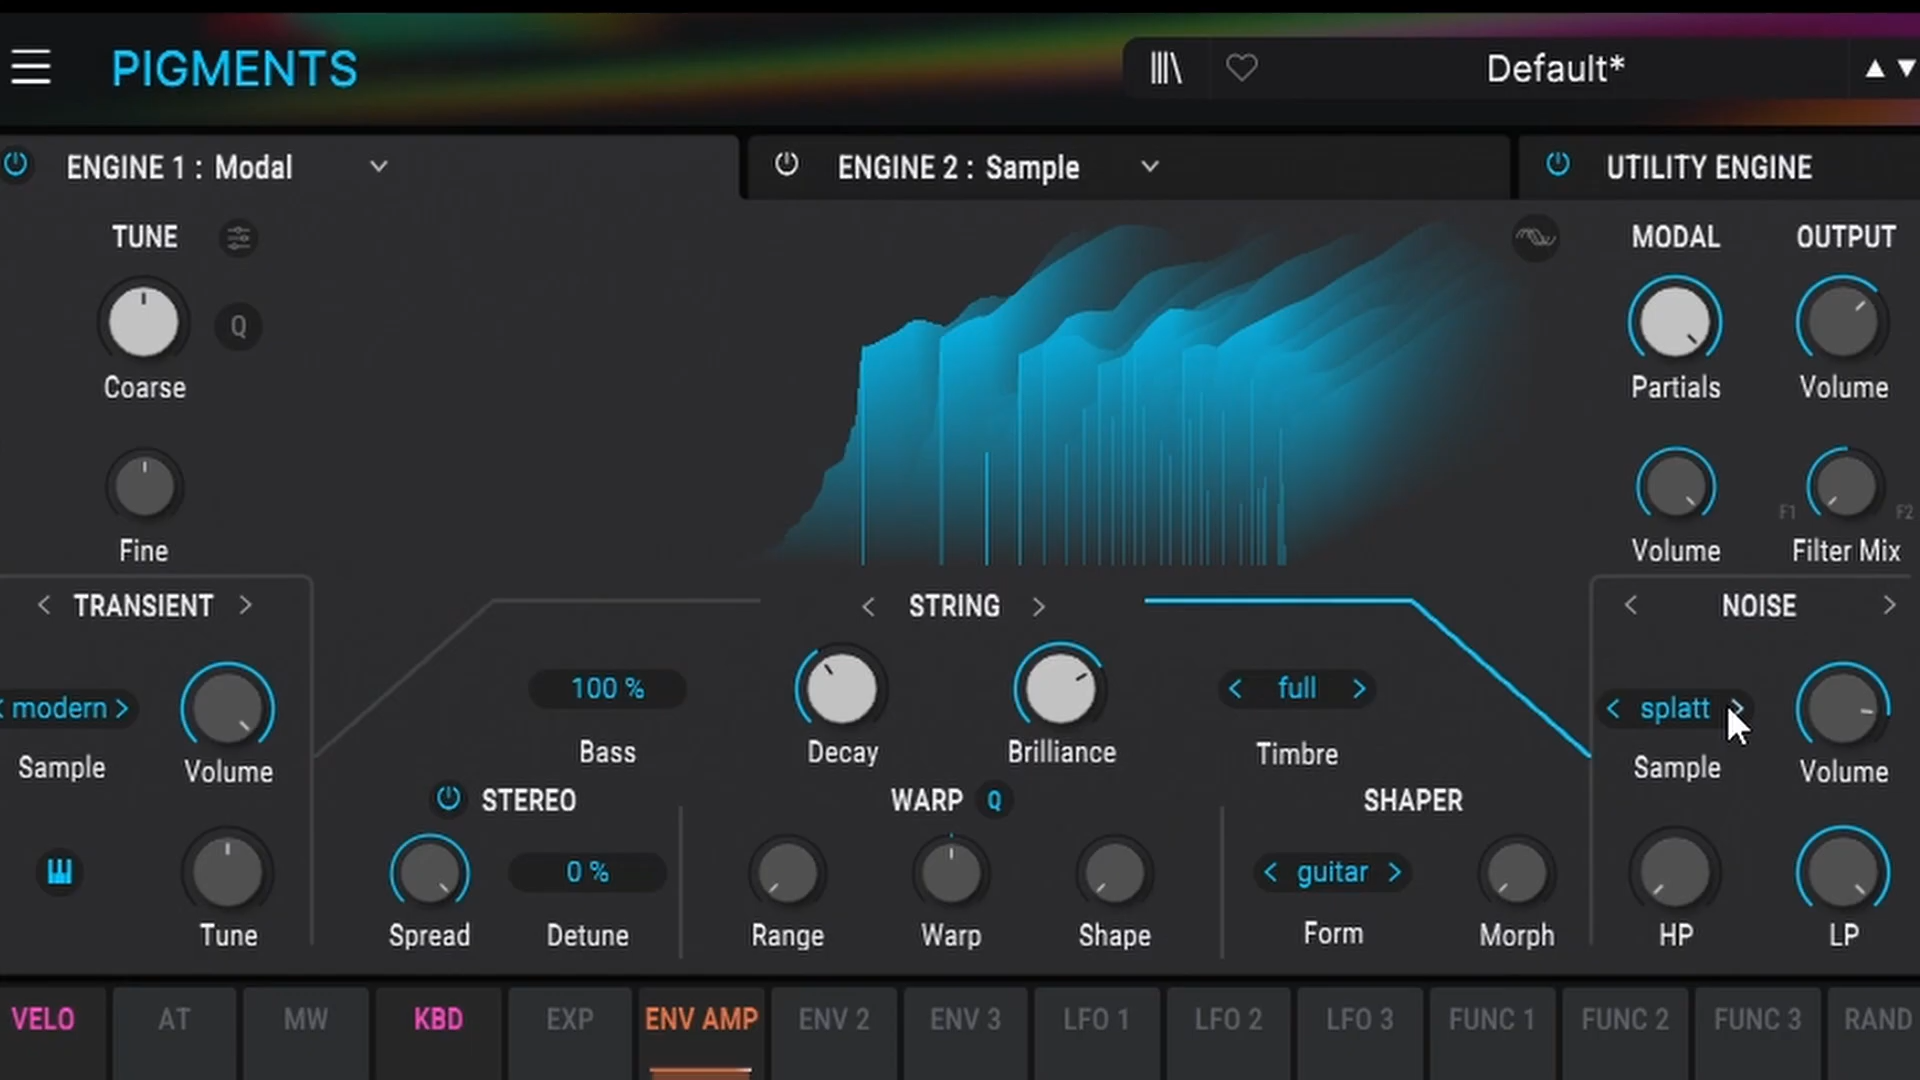 PIGMENTS
Default*
ENGINE 1 : Modal
ENGINE 2 : Sample
UTILITY ENGINE
TUNE
MODAL
OUTPUT
Q
Coarse
Partials
Volume
F1
F2
Fine
Volume
Filter Mix
< TRANSIENT >
< STRING >
< NOISE >
< modern >
100 %
< full >
< splatt >
Sample
Volume
Bass
Decay
Brilliance
Timbre
Sample
Volume
STEREO
WARP Q
SHAPER
0 %
< guitar >
Tune
Spread
Detune
Range
Warp
Shape
Form
Morph
HP
LP
VELO
AT
MW
KBD
EXP
ENV AMP
ENV 2
ENV 3
LFO 1
LFO 2
LFO 3
FUNC 1
FUNC 2
FUNC 3
RAND